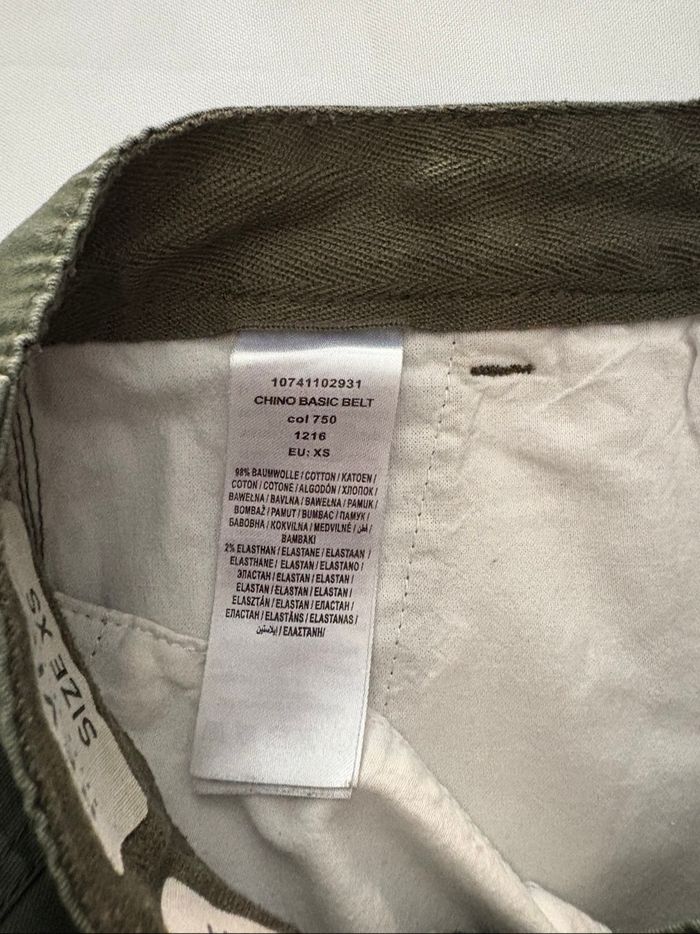 10741102931
CHINO BASIC BELT
col 750
1216
EU: XS
98% BAUMWOLLE / COTTON / KATOEN /
COTON / COTONE / ALGODÓN / ХЛОПОК /
BAWEŁNA / BAVLNA / BAWEŁNA / PAMUK /
BOMBAŽ / PAMUT / BUMBAC / ПАМУК /
БАВОВНА / KOKVILNA / MEDVILNĖ / قطن /
BAMBAKI
2% ELASTHAN / ELASTANE / ELASTAAN /
ELASTHANE / ELASTAN / ELASTANO /
ЭЛАСТАН / ELASTAN / ELASTAN /
ELASTAN / ELASTAN / ELASTAN /
ELASZTÁN / ELASTAN / ЕЛАСТАН /
ЕЛАСТАН / ELASTĀNS / ELASTANAS /
إيلاستين / ΕΛΑΣΤΑΝΗ/
SIZE XS